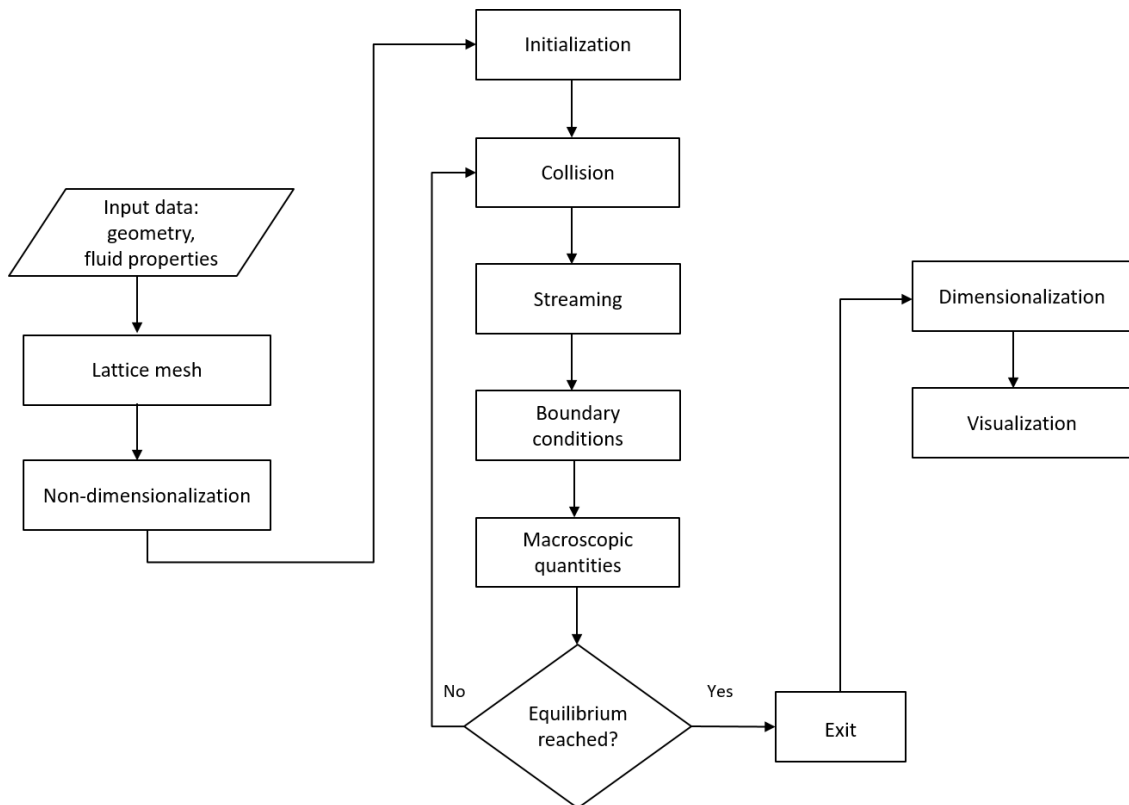 Input data:
geometry,
fluid properties
Lattice mesh
Non-dimensionalization
Initialization
Collision
Streaming
Boundary
conditions
Macroscopic
quantities
Equilibrium
reached?
No
Yes
Exit
Dimensionalization
Visualization